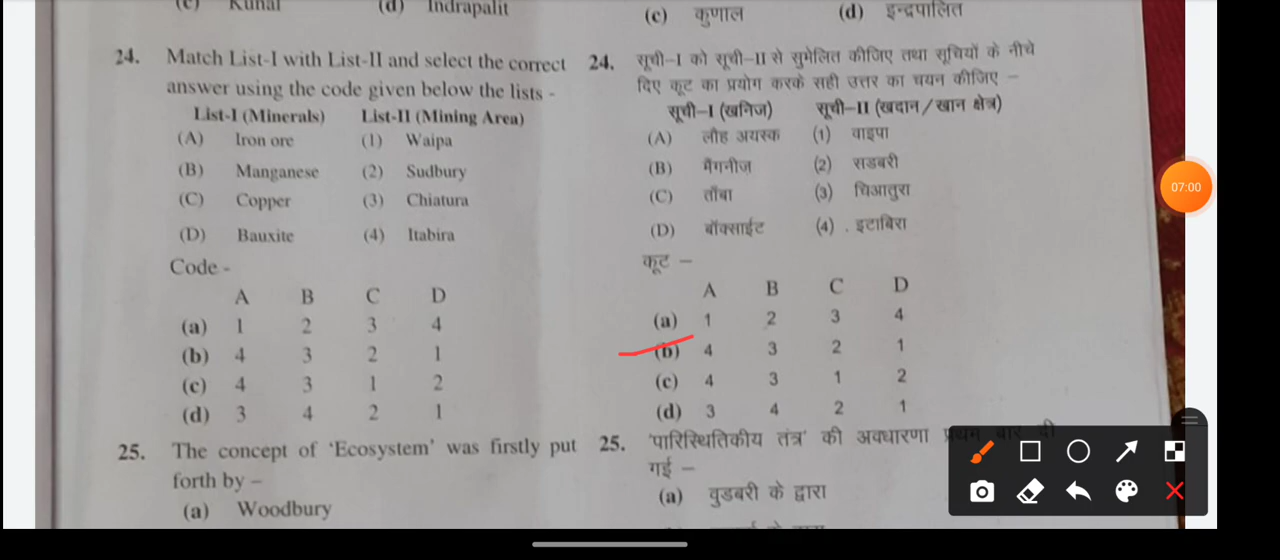 (c) Kunal (d) Indrapalit
24. Match List-I with List-II and select the correct
answer using the code given below the lists -
List-I (Minerals) List-II (Mining Area)
(A) Iron ore (1) Waipa
(B) Manganese (2) Sudbury
(C) Copper (3) Chiatura
(D) Bauxite (4) Itabira
Code -
A B C D
(a) 1 2 3 4
(b) 4 3 2 1
(c) 4 3 1 2
(d) 3 4 2 1
25. The concept of 'Ecosystem' was firstly put
forth by –
(a) Woodbury
(c) कुणाल (d) इन्द्रपालित
24. सूची-I को सूची-II से सुमेलित कीजिए तथा सूचियों के नीचे
दिए कूट का प्रयोग करके सही उत्तर का चयन कीजिए –
सूची-I (खनिज) सूची-II (खदान/खान क्षेत्र)
(A) लौह अयस्क (1) वाइपा
(B) मैंगनीज़ (2) सडबरी
(C) ताँबा (3) चिआतुरा
(D) बॉक्साईट (4) . इटाबिरा
कूट –
A B C D
(a) 1 2 3 4
(b) 4 3 2 1
(c) 4 3 1 2
(d) 3 4 2 1
25. 'पारिस्थितिकीय तंत्र' की अवधारणा
गई –
(a) वुडबरी के द्वारा
07:00